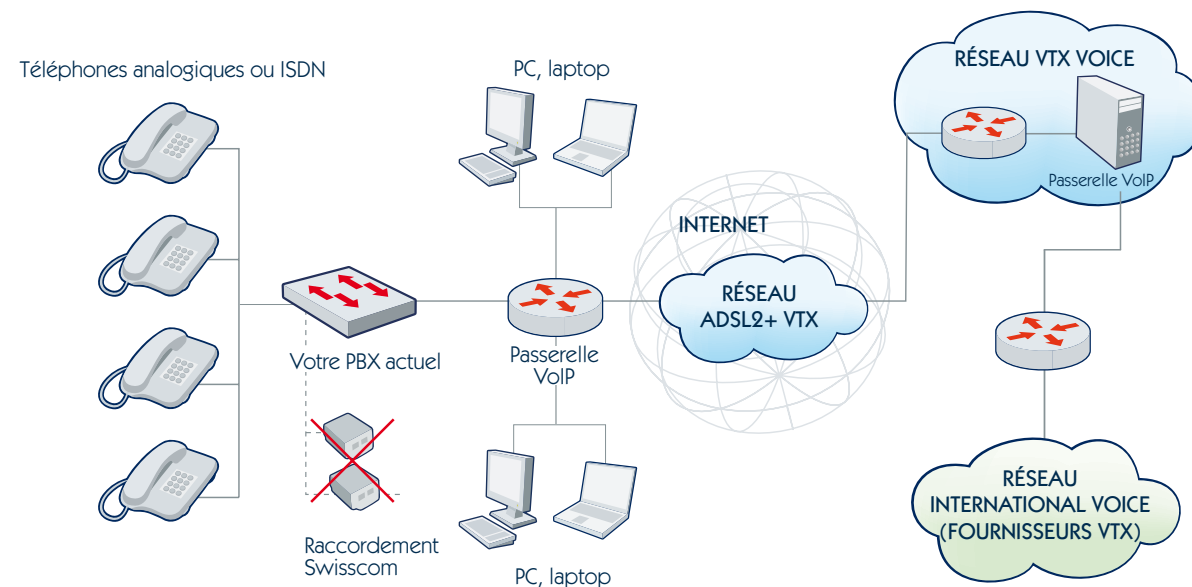 Téléphones analogiques ou ISDN
PC, laptop
RÉSEAU VTX VOICE
Passerelle VoIP
INTERNET
RÉSEAU
ADSL2+ VTX
Votre PBX actuel
Passerelle
VoIP
Raccordement
Swisscom
PC, laptop
RÉSEAU
INTERNATIONAL VOICE
(FOURNISSEURS VTX)